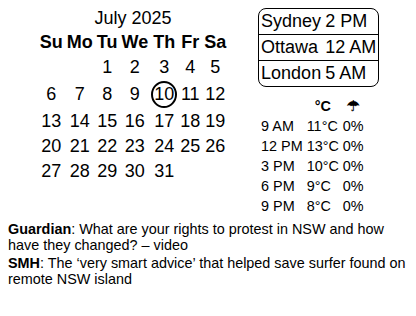 July 2025
Su Mo Tu We Th Fr Sa
1 2 3 4 5
6 7 8 9 10 11 12
13 14 15 16 17 18 19
20 21 22 23 24 25 26
27 28 29 30 31
Sydney 2 PM
Ottawa 12 AM
London 5 AM
°C ☂
9 AM 11°C 0%
12 PM 13°C 0%
3 PM 10°C 0%
6 PM 9°C 0%
9 PM 8°C 0%
Guardian: What are your rights to protest in NSW and how
have they changed? – video
SMH: The ‘very smart advice’ that helped save surfer found on
remote NSW island